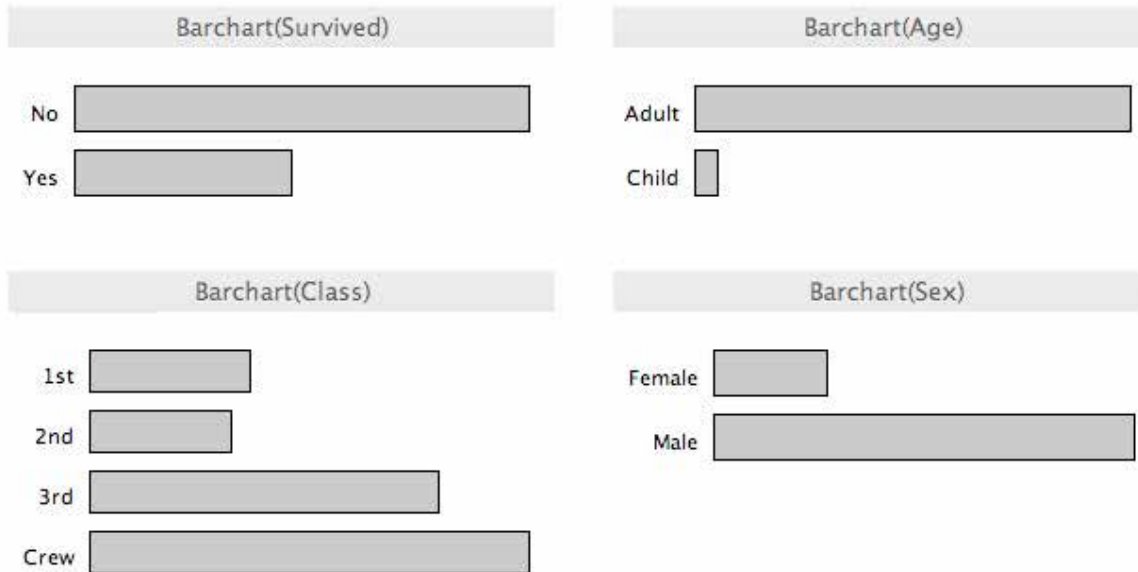 Barchart(Survived)
No
Yes
Barchart(Age)
Adult
Child
Barchart(Class)
1st
2nd
3rd
Crew
Barchart(Sex)
Female
Male